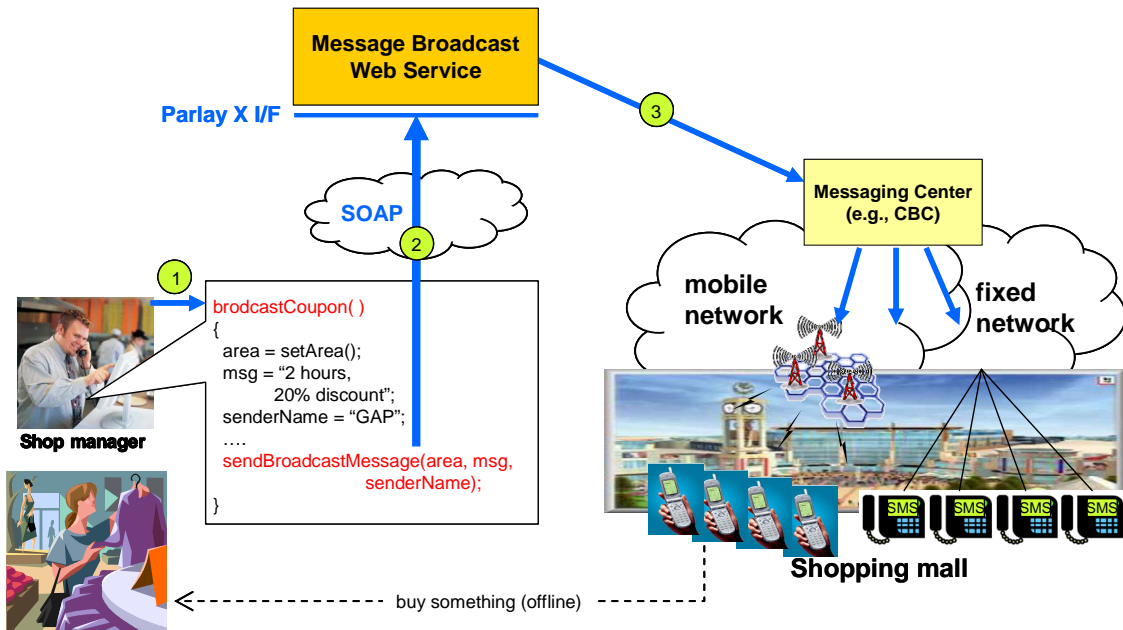 Message Broadcast
Web Service
Parlay X I/F
3
Messaging Center
(e.g., CBC)
SOAP
2
1
mobile
network
fixed
network
brodcastCoupon( )
{
area = setArea();
msg = “2 hours,
20% discount”;
senderName = “GAP”;
….
sendBroadcastMessage(area, msg,
senderName);
}
Shop manager
SMS SMS SMS SMS
Shopping mall
buy something (offline)